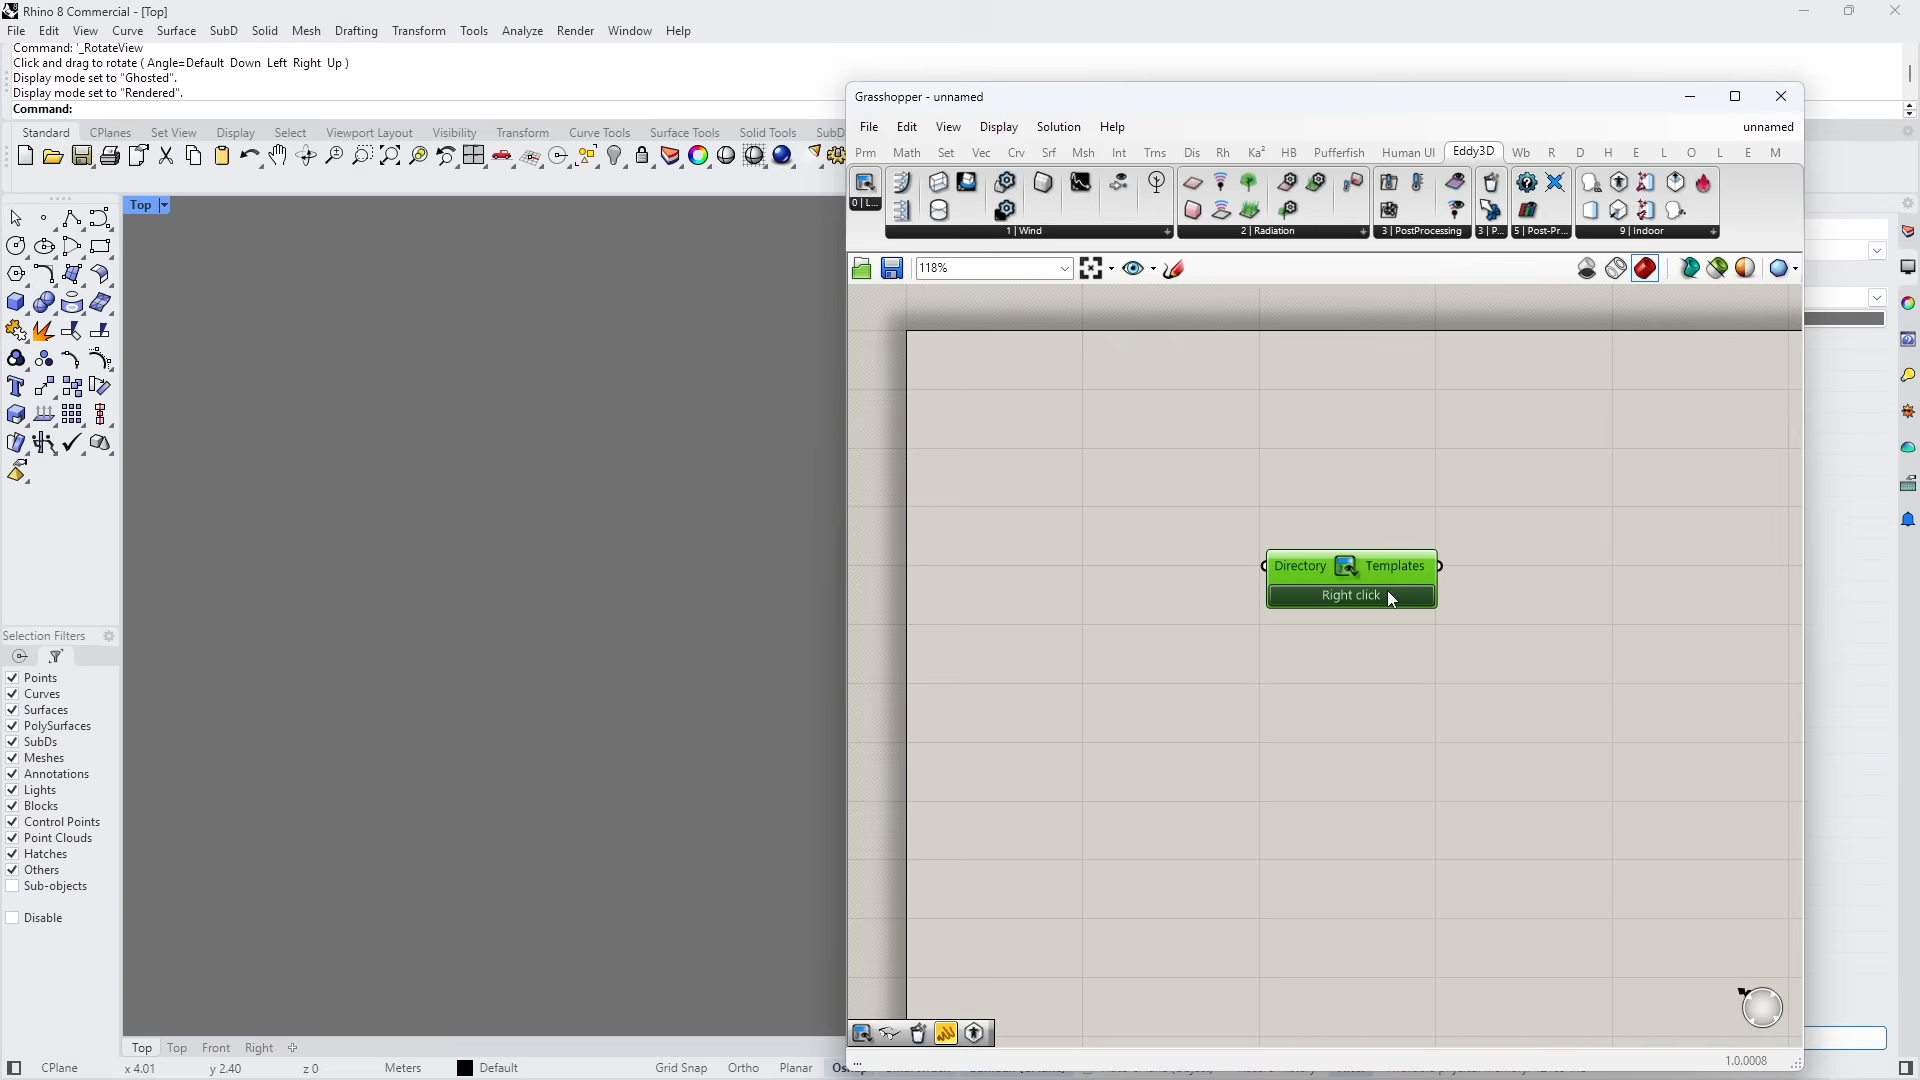 Rhino 8 Commercial - [Top]
File Edit View Curve Surface SubD Solid Mesh Drafting Transform Tools Analyze Render Window Help
Command: '_RotateView
Click and drag to rotate ( Angle=Default Down Left Right Up )
Display mode set to "Ghosted".
Display mode set to "Rendered".
Command:
Standard CPlanes Set View Display Select Viewport Layout Visibility Transform Curve Tools Surface Tools Solid Tools SubD
Top
Grasshopper - unnamed
File Edit View Display Solution Help unnamed
Prm Math Set Vec Crv Srf Msh Int Trns Dis Rh Ka² HB Pufferfish Human UI Eddy3D Wb R D H E L O L E M
0 | L... 1 | Wind 2 | Radiation 3 | PostProcessing 3 | P... 5 | Post-Pr... 9 | Indoor
118%
Directory Templates
Right click
1.0.0008
Selection Filters
Points
Curves
Surfaces
PolySurfaces
SubDs
Meshes
Annotations
Lights
Blocks
Control Points
Point Clouds
Hatches
Others
Sub-objects
Disable
Top Top Front Right
CPlane x 4.01 y 2.40 z 0 Meters Default Grid Snap Ortho Planar